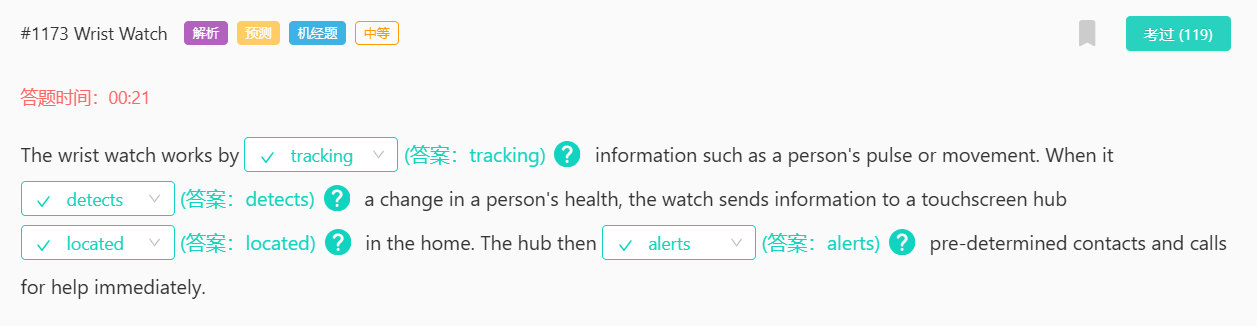 #1173 Wrist Watch 解析 预测 机经题 中等 考过 (119)
答题时间：00:21
The wrist watch works by tracking (答案：tracking) ? information such as a person's pulse or movement. When it
detects (答案：detects) ? a change in a person's health, the watch sends information to a touchscreen hub
located (答案：located) ? in the home. The hub then alerts (答案：alerts) ? pre-determined contacts and calls
for help immediately.